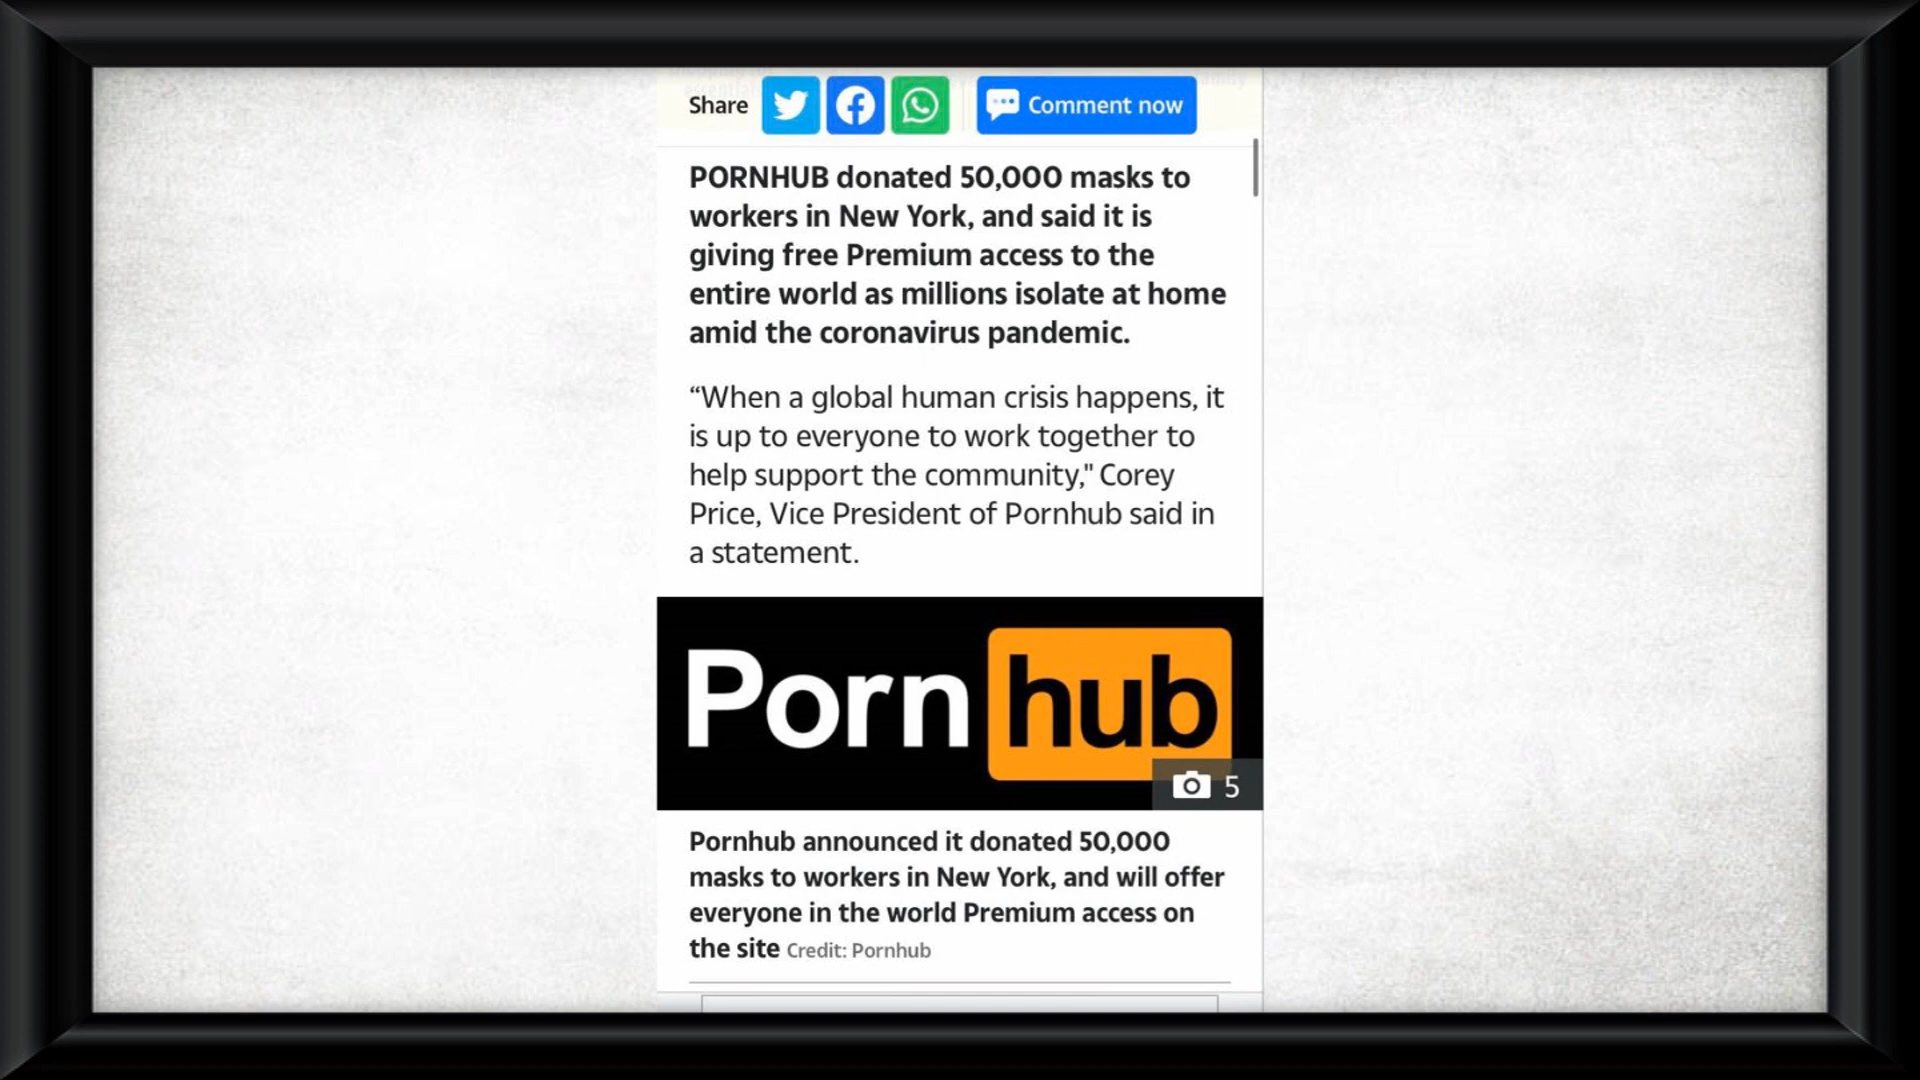 Share
Comment now
PORNHUB donated 50,000 masks to
workers in New York, and said it is
giving free Premium access to the
entire world as millions isolate at home
amid the coronavirus pandemic.
“When a global human crisis happens, it
is up to everyone to work together to
help support the community," Corey
Price, Vice President of Pornhub said in
a statement.
Porn hub
5
Pornhub announced it donated 50,000
masks to workers in New York, and will offer
everyone in the world Premium access on
the site Credit: Pornhub